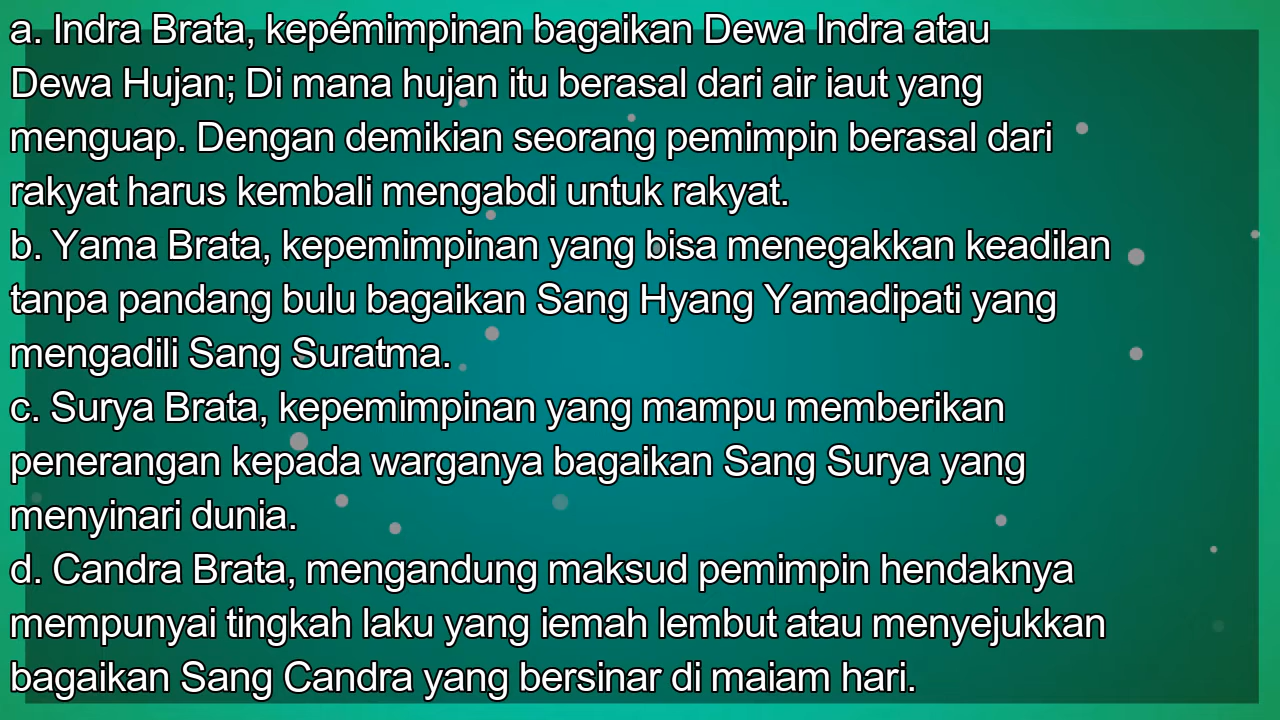 a. Indra Brata, kepémimpinan bagaikan Dewa Indra atau
Dewa Hujan; Di mana hujan itu berasal dari air iaut yang
menguap. Dengan demikian seorang pemimpin berasal dari
rakyat harus kembali mengabdi untuk rakyat.
b. Yama Brata, kepemimpinan yang bisa menegakkan keadilan
tanpa pandang bulu bagaikan Sang Hyang Yamadipati yang
mengadili Sang Suratma.
c. Surya Brata, kepemimpinan yang mampu memberikan
penerangan kepada warganya bagaikan Sang Surya yang
menyinari dunia.
d. Candra Brata, mengandung maksud pemimpin hendaknya
mempunyai tingkah laku yang iemah lembut atau menyejukkan
bagaikan Sang Candra yang bersinar di maiam hari.